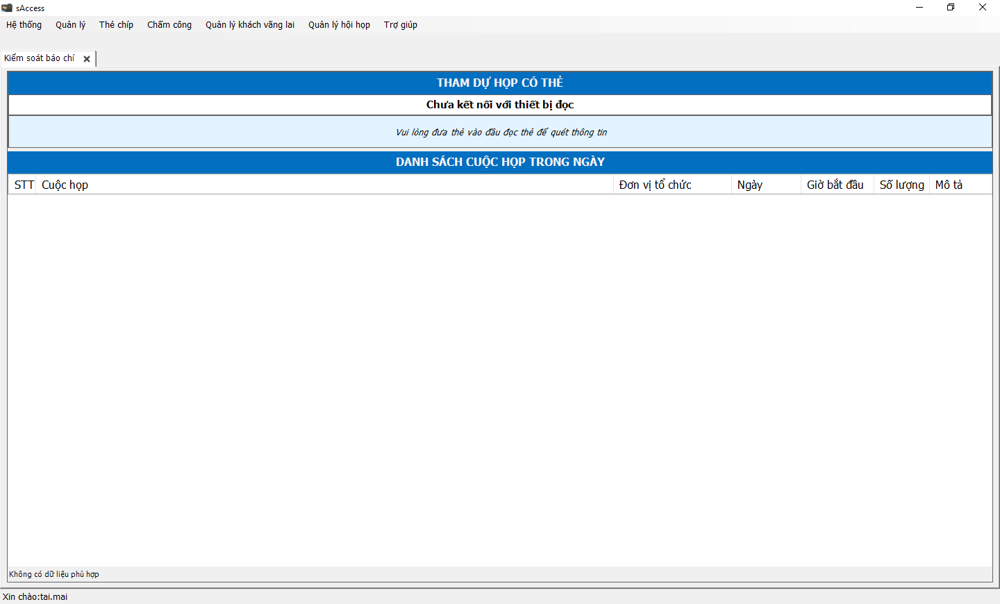 sAccess
Hệ thống Quản lý Thẻ chíp Chấm công Quản lý khách vãng lai Quản lý hội họp Trợ giúp
Kiểm soát báo chí
THAM DỰ HỌP CÓ THẺ
Chưa kết nối với thiết bị đọc
Vui lòng đưa thẻ vào đầu đọc thẻ để quét thông tin
DANH SÁCH CUỘC HỌP TRONG NGÀY
STT Cuộc họp Đơn vị tổ chức Ngày Giờ bắt đầu Số lượng Mô tả
Không có dữ liệu phù hợp
Xin chào:tai.mai